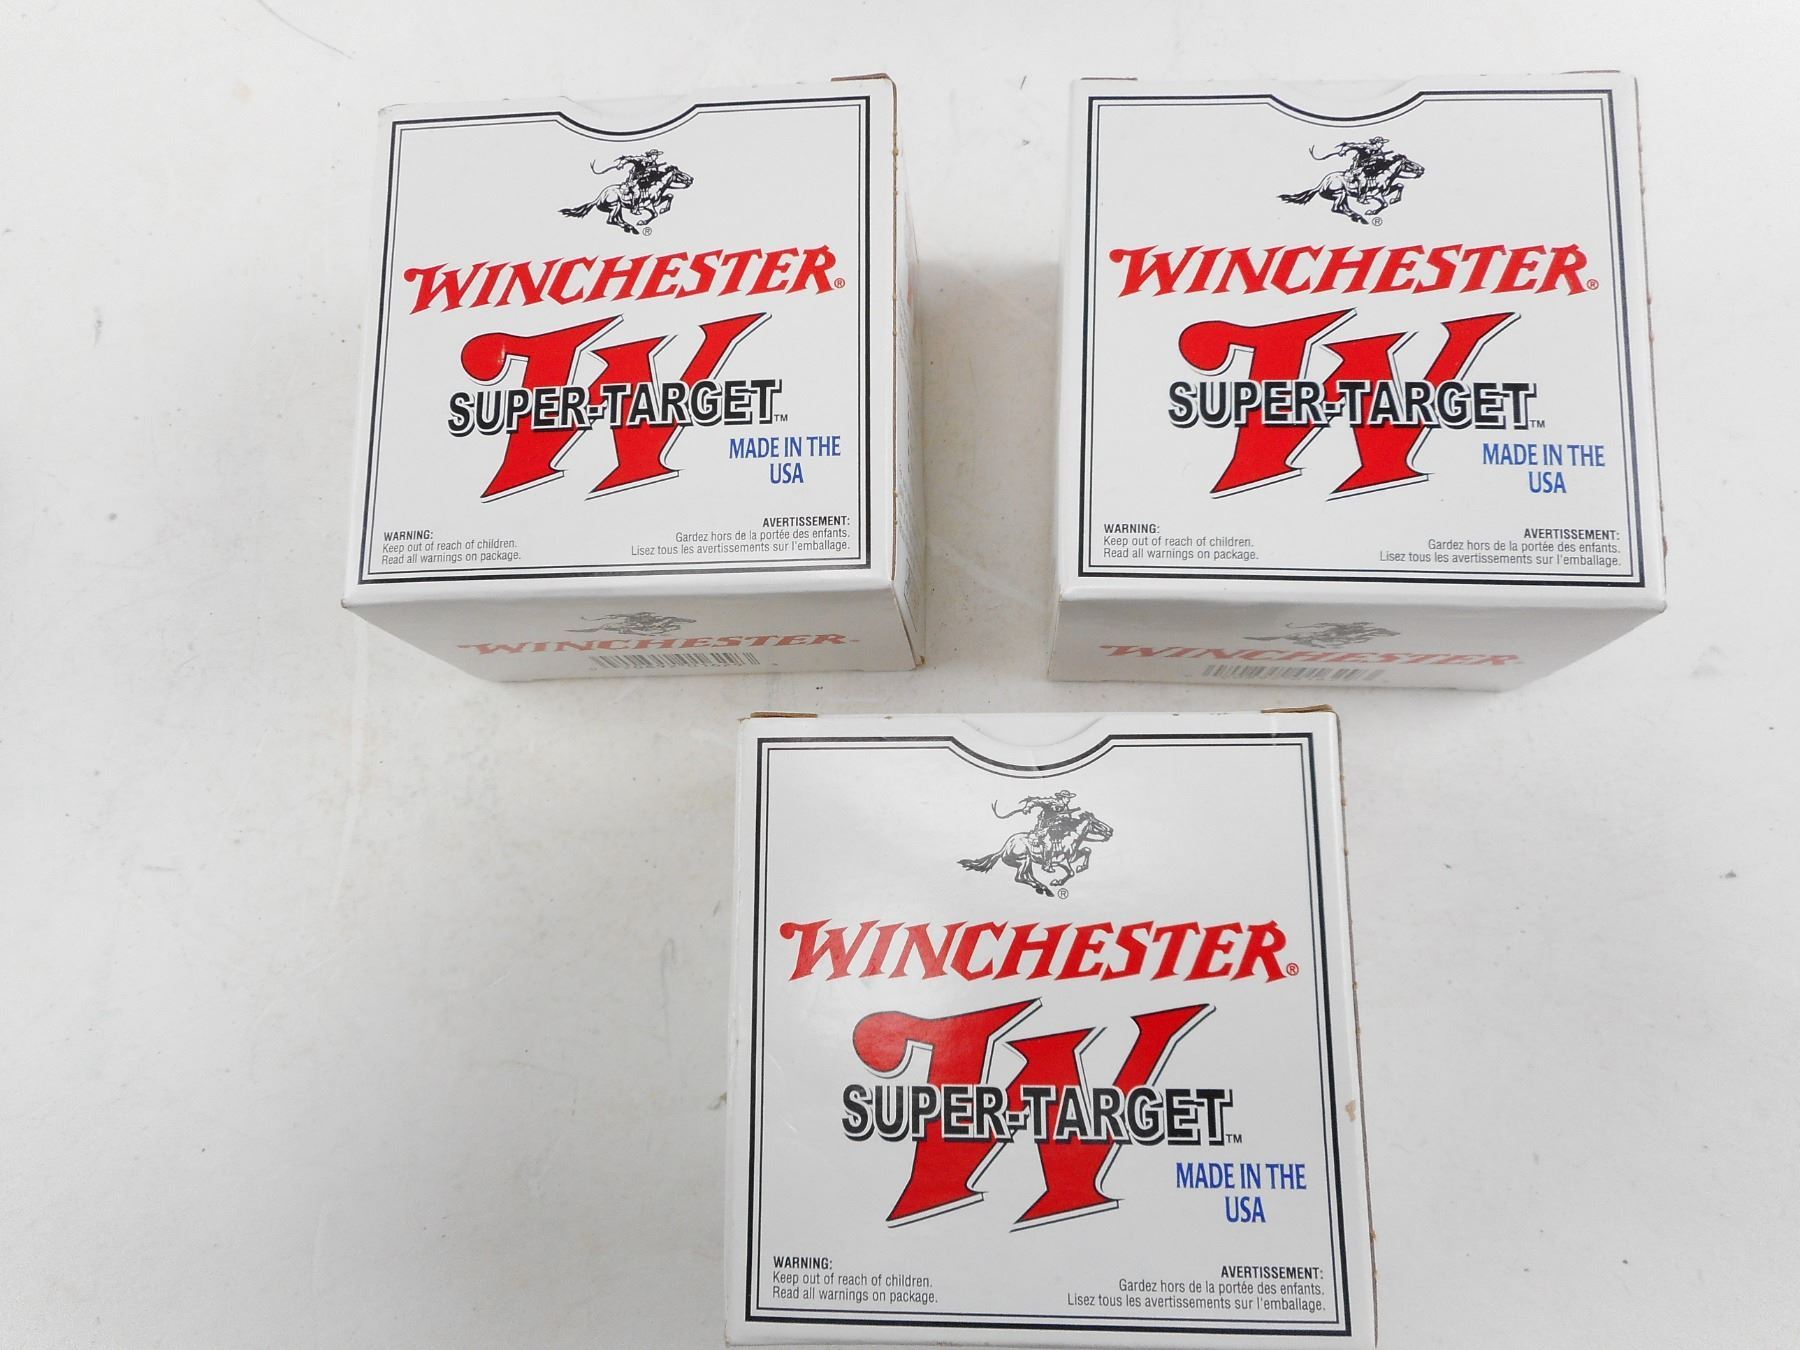 WINCHESTER®
W
SUPER-TARGET™
MADE IN THE
USA
WARNING:
Keep out of reach of children.
Read all warnings on package.
AVERTISSEMENT:
Gardez hors de la portée des enfants.
Lisez tous les avertissements sur l'emballage.
WINCHESTER
WINCHESTER®
W
SUPER-TARGET™
MADE IN THE
USA
WARNING:
Keep out of reach of children.
Read all warnings on package.
AVERTISSEMENT:
Gardez hors de la portée des enfants.
Lisez tous les avertissements sur l'emballage.
WINCHESTER
WINCHESTER®
W
SUPER-TARGET™
MADE IN THE
USA
WARNING:
Keep out of reach of children.
Read all warnings on package.
AVERTISSEMENT:
Gardez hors de la portée des enfants.
Lisez tous les avertissements sur l'emballage.